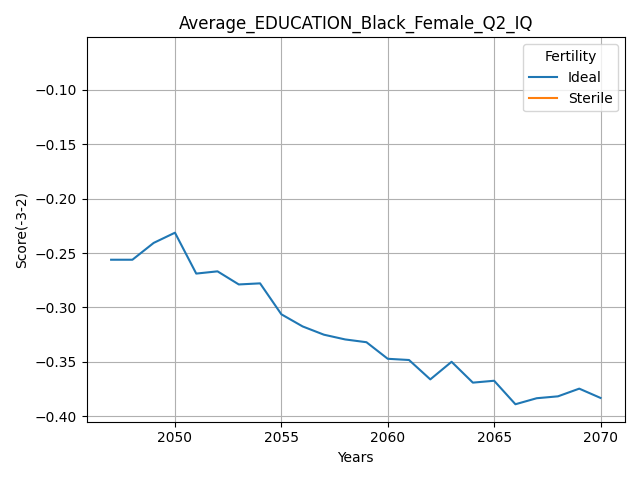 Average_EDUCATION_Black_Female_Q2_IQ
Fertility
Ideal
Sterile
Score(-3-2)
−0.10
−0.15
−0.20
−0.25
−0.30
−0.35
−0.40
2050 2055 2060 2065 2070
Years